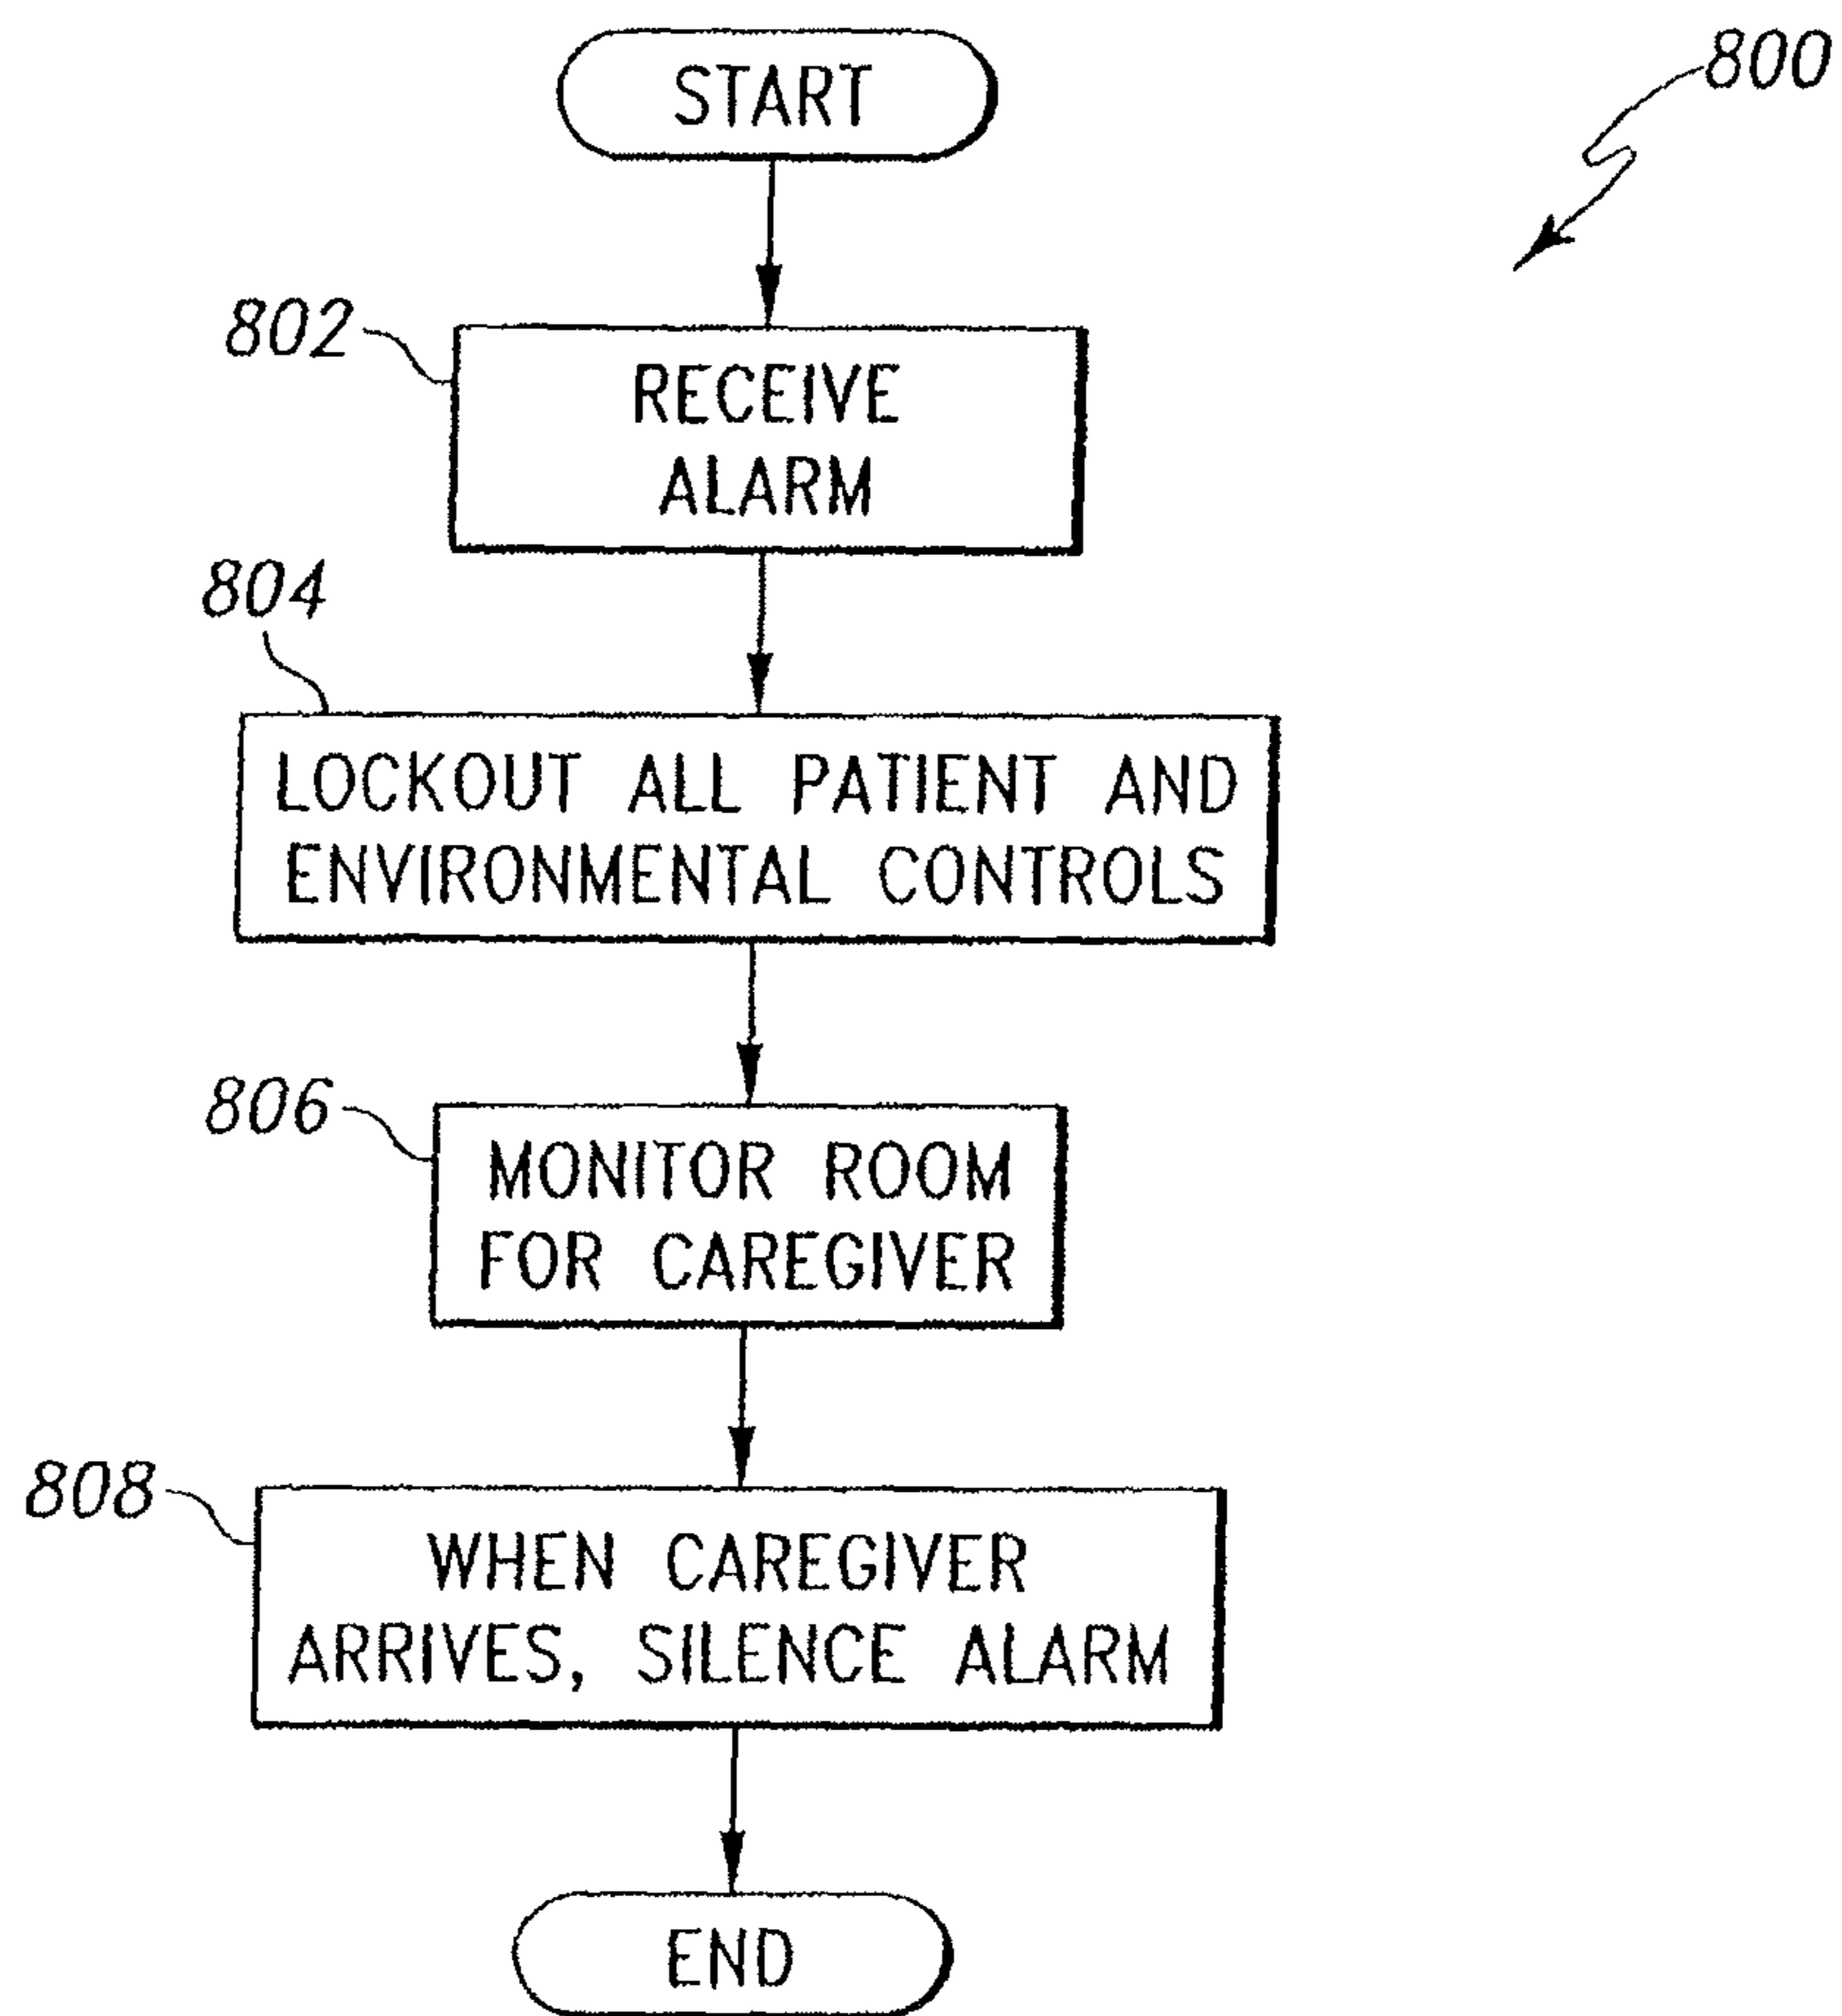 START
800
802
RECEIVE
ALARM
804
LOCKOUT ALL PATIENT AND
ENVIRONMENTAL CONTROLS
806
MONITOR ROOM
FOR CAREGIVER
808
WHEN CAREGIVER
ARRIVES, SILENCE ALARM
END